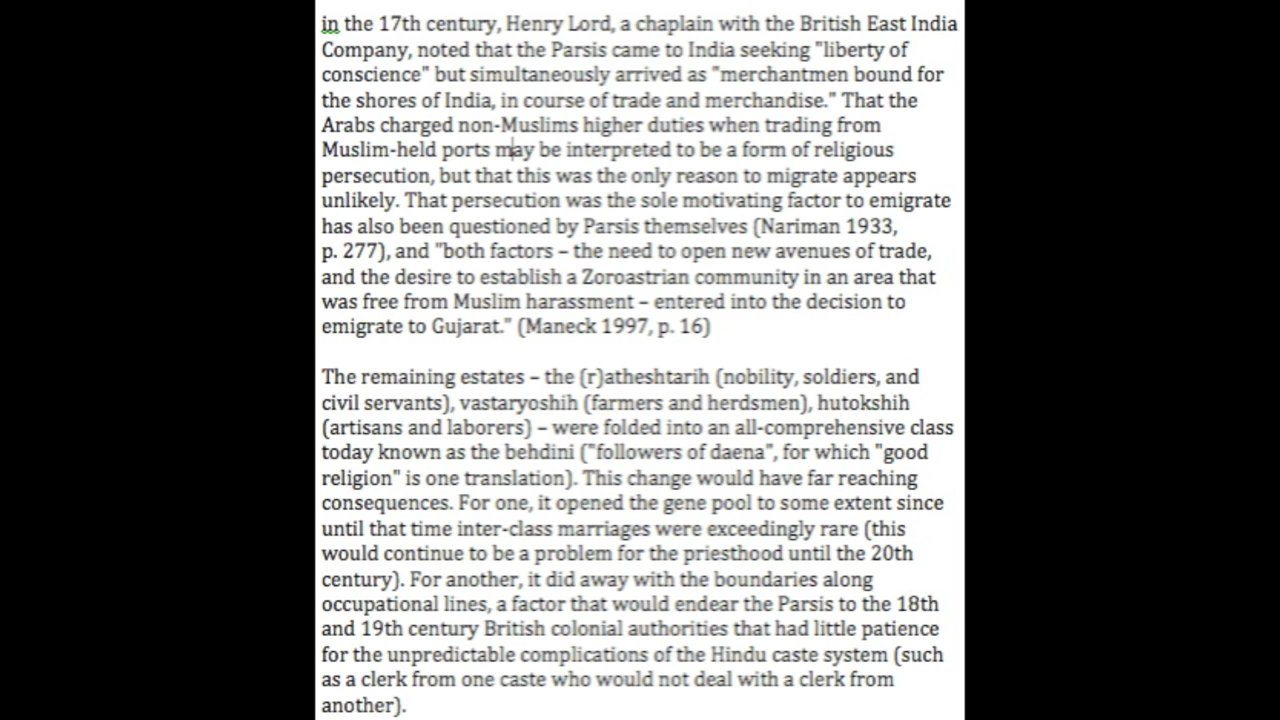 in the 17th century, Henry Lord, a chaplain with the British East India
Company, noted that the Parsis came to India seeking "liberty of
conscience" but simultaneously arrived as "merchantmen bound for
the shores of India, in course of trade and merchandise." That the
Arabs charged non-Muslims higher duties when trading from
Muslim-held ports may be interpreted to be a form of religious
persecution, but that this was the only reason to migrate appears
unlikely. That persecution was the sole motivating factor to emigrate
has also been questioned by Parsis themselves (Nariman 1933,
p. 277), and "both factors – the need to open new avenues of trade,
and the desire to establish a Zoroastrian community in an area that
was free from Muslim harassment – entered into the decision to
emigrate to Gujarat." (Maneck 1997, p. 16)
The remaining estates – the (r)atheshtarih (nobility, soldiers, and
civil servants), vastaryoshih (farmers and herdsmen), hutokshih
(artisans and laborers) – were folded into an all-comprehensive class
today known as the behdini ("followers of daena", for which "good
religion" is one translation). This change would have far reaching
consequences. For one, it opened the gene pool to some extent since
until that time inter-class marriages were exceedingly rare (this
would continue to be a problem for the priesthood until the 20th
century). For another, it did away with the boundaries along
occupational lines, a factor that would endear the Parsis to the 18th
and 19th century British colonial authorities that had little patience
for the unpredictable complications of the Hindu caste system (such
as a clerk from one caste who would not deal with a clerk from
another).